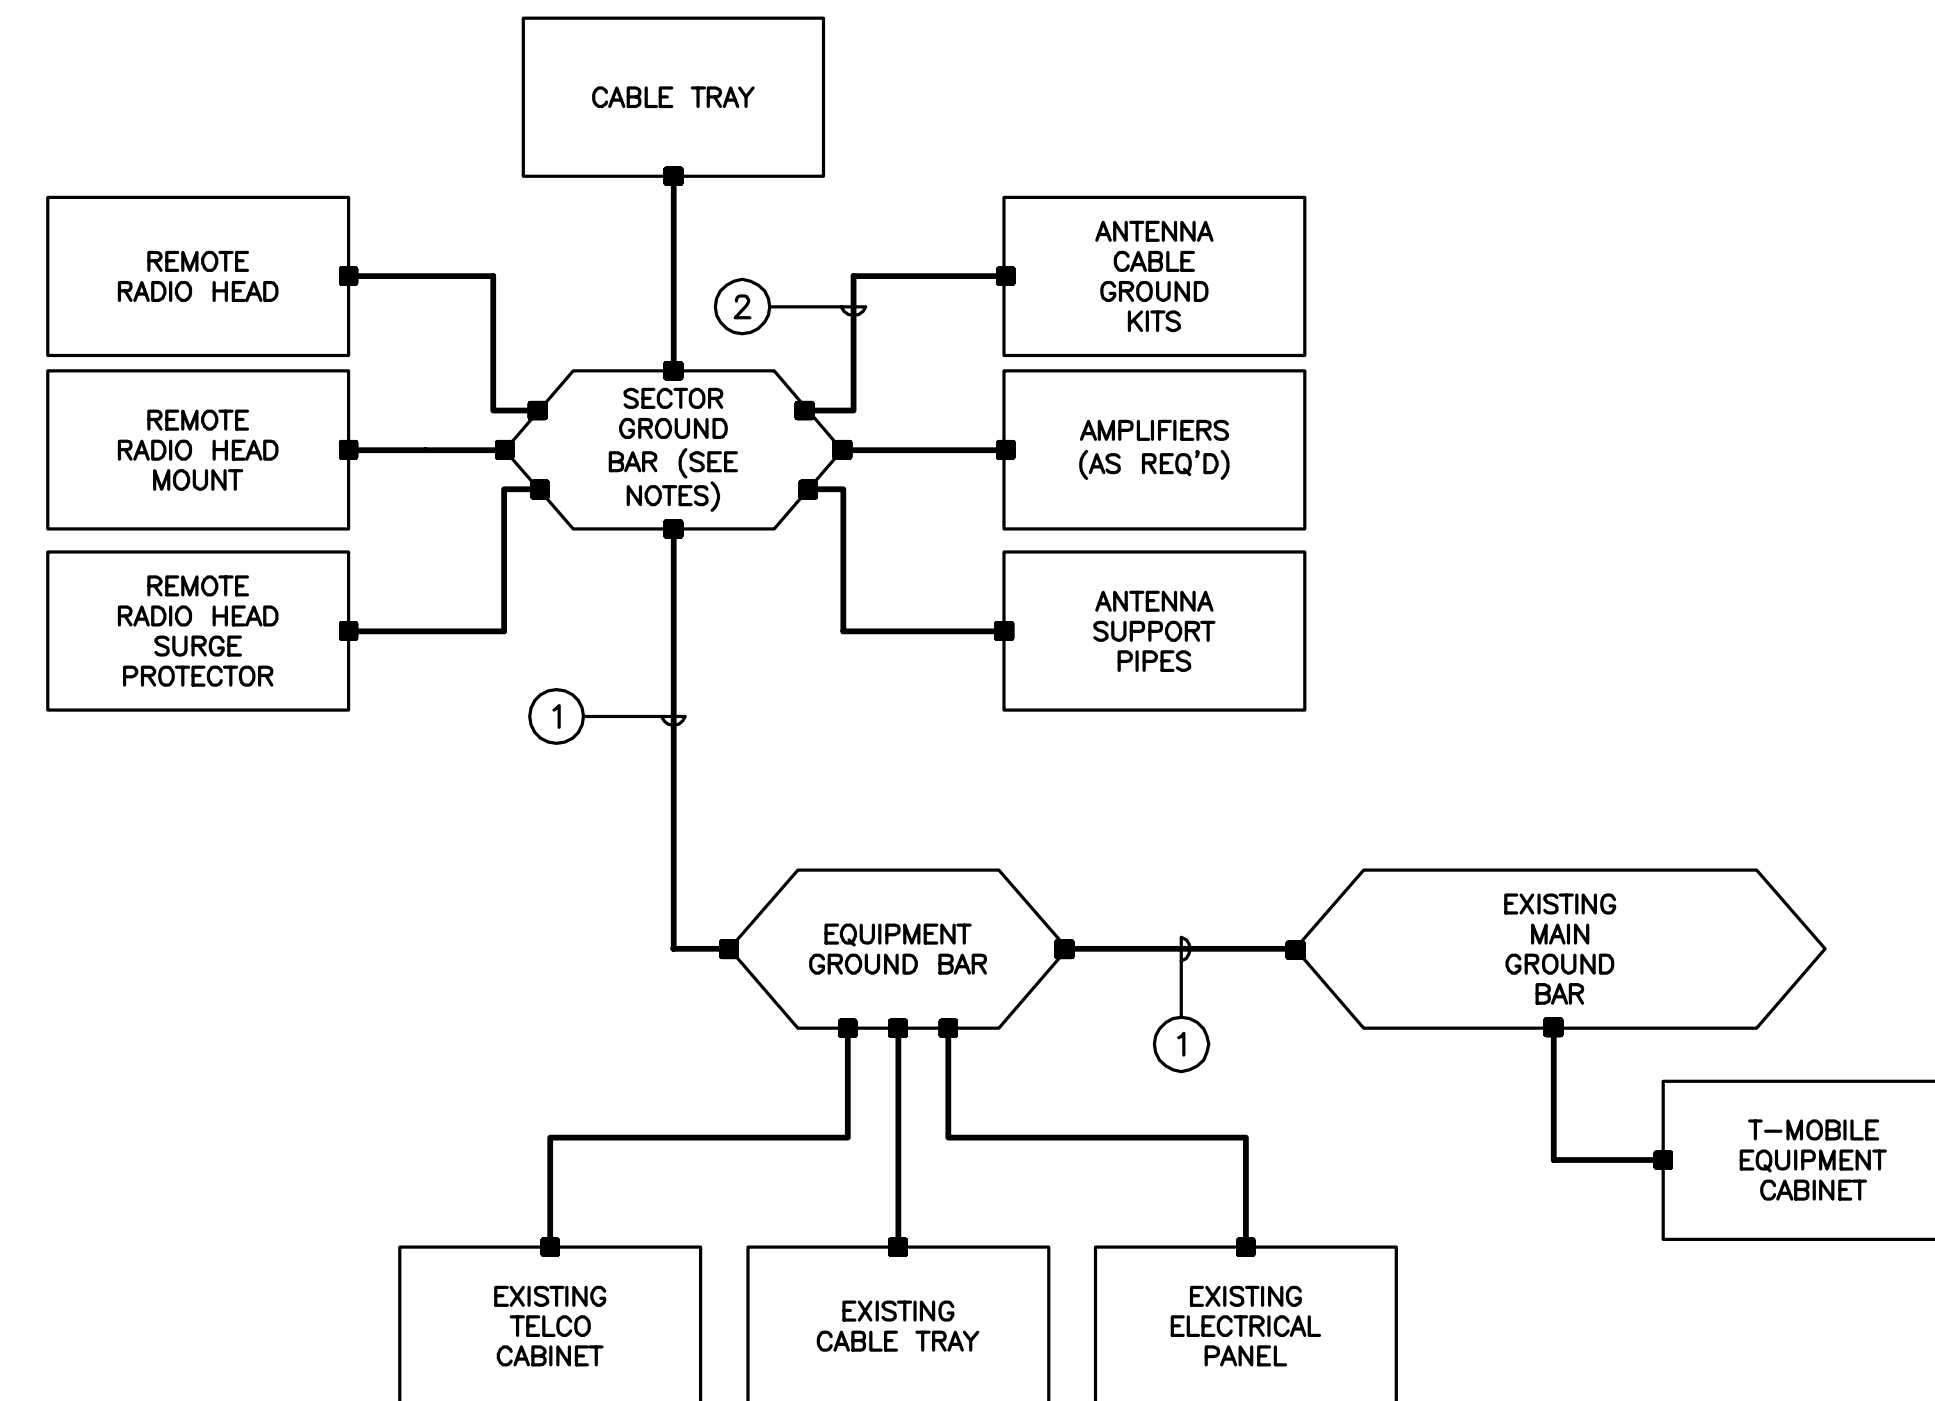 CABLE TRAY
REMOTE
RADIO HEAD
ANTENNA
CABLE
GROUND
KITS
2
REMOTE
RADIO HEAD
MOUNT
SECTOR
GROUND
BAR (SEE
NOTES)
AMPLIFIERS
(AS REQ'D)
REMOTE
RADIO HEAD
SURGE
PROTECTOR
ANTENNA
SUPPORT
PIPES
1
EQUIPMENT
GROUND BAR
EXISTING
MAIN
GROUND
BAR
1
T-MOBILE
EQUIPMENT
CABINET
EXISTING
TELCO
CABINET
EXISTING
CABLE TRAY
EXISTING
ELECTRICAL
PANEL